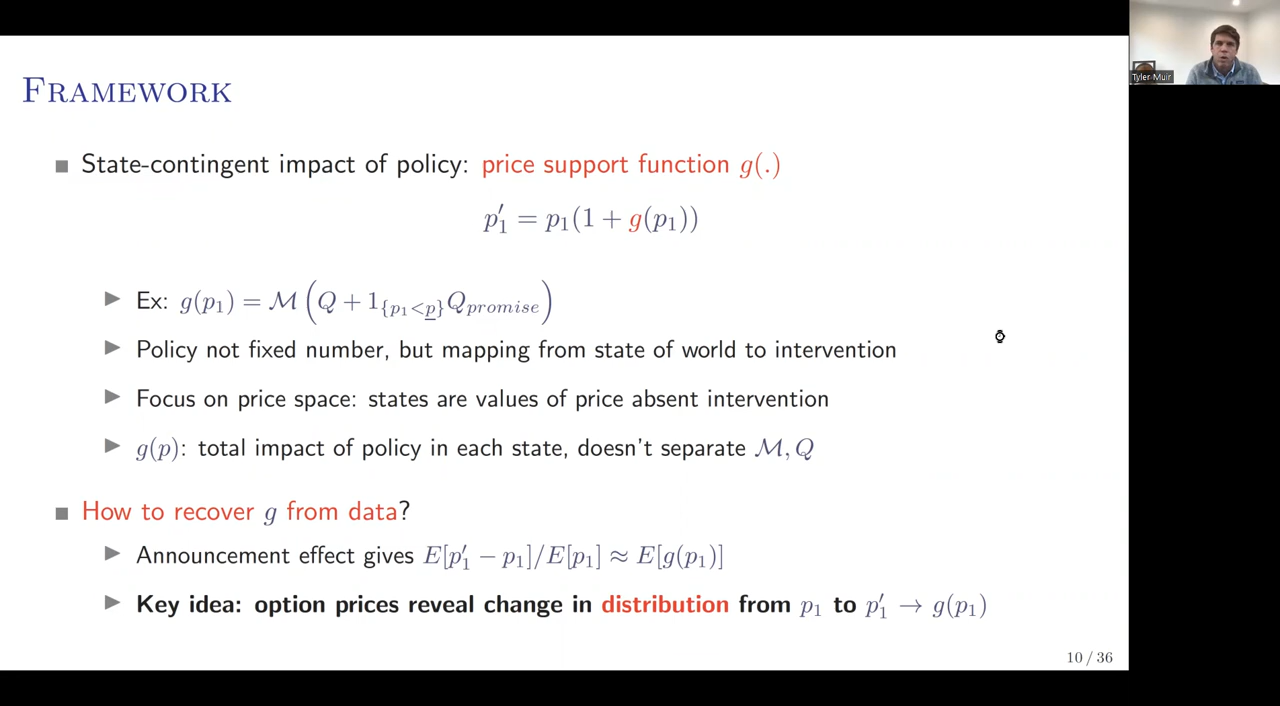 Tyler Muir
FRAMEWORK
State-contingent impact of policy: price support function g(.)
p′₁ = p₁(1 + g(p₁))
Ex: g(p₁) = ℳ(Q + 1_{p₁<p̲}Q_promise)
Policy not fixed number, but mapping from state of world to intervention
Focus on price space: states are values of price absent intervention
g(p): total impact of policy in each state, doesn't separate ℳ, Q
How to recover g from data?
Announcement effect gives E[p′₁ − p₁]/E[p₁] ≈ E[g(p₁)]
Key idea: option prices reveal change in distribution from p₁ to p′₁ → g(p₁)
10 / 36